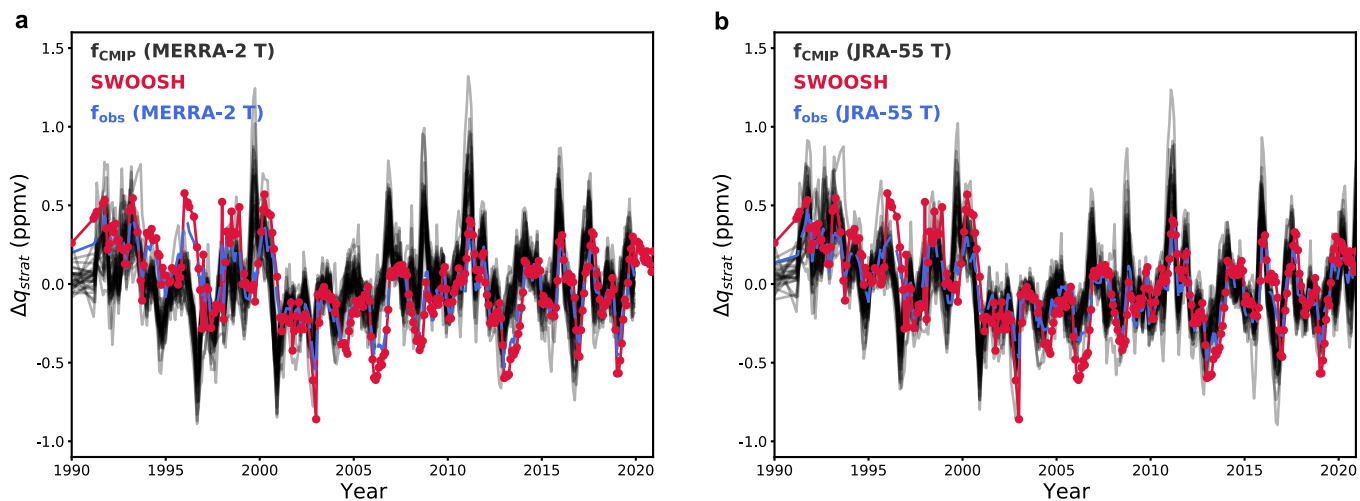 a
f_CMIP (MERRA-2 T)
SWOOSH
f_obs (MERRA-2 T)
Δq_strat (ppmv)
1.5
1.0
0.5
0.0
-0.5
-1.0
1990 1995 2000 2005 2010 2015 2020
Year
b
f_CMIP (JRA-55 T)
SWOOSH
f_obs (JRA-55 T)
Δq_strat (ppmv)
1.5
1.0
0.5
0.0
-0.5
-1.0
1990 1995 2000 2005 2010 2015 2020
Year